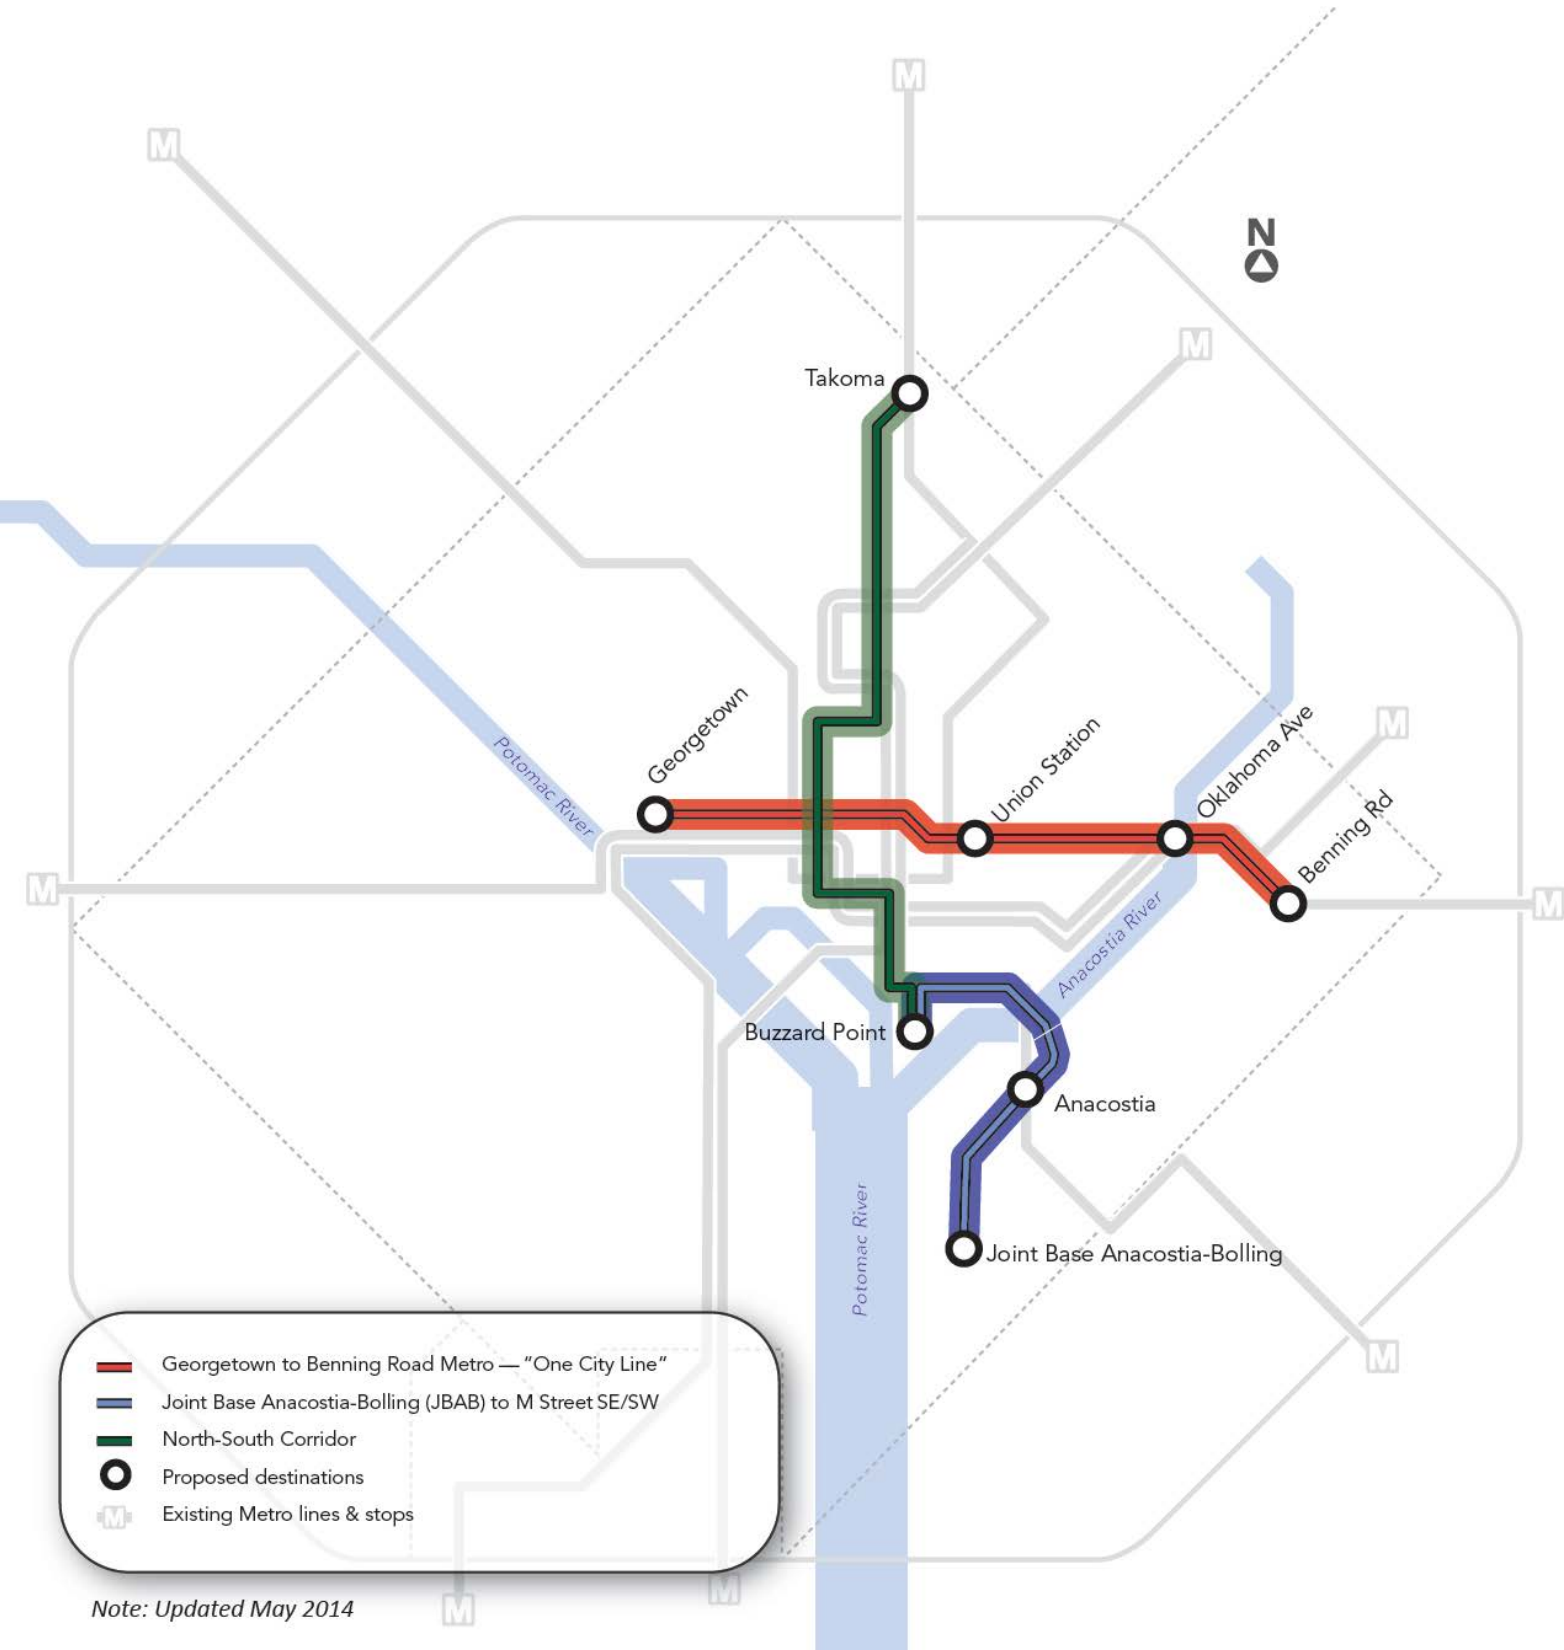 M
M
N
M
Takoma
Georgetown
Union Station
Oklahoma Ave
M
Potomac River
Benning Rd
M
M
Anacostia River
Buzzard Point
Anacostia
Potomac River
Joint Base Anacostia-Bolling
M
Georgetown to Benning Road Metro — "One City Line"
Joint Base Anacostia-Bolling (JBAB) to M Street SE/SW
North-South Corridor
Proposed destinations
M Existing Metro lines & stops
M
M
Note: Updated May 2014